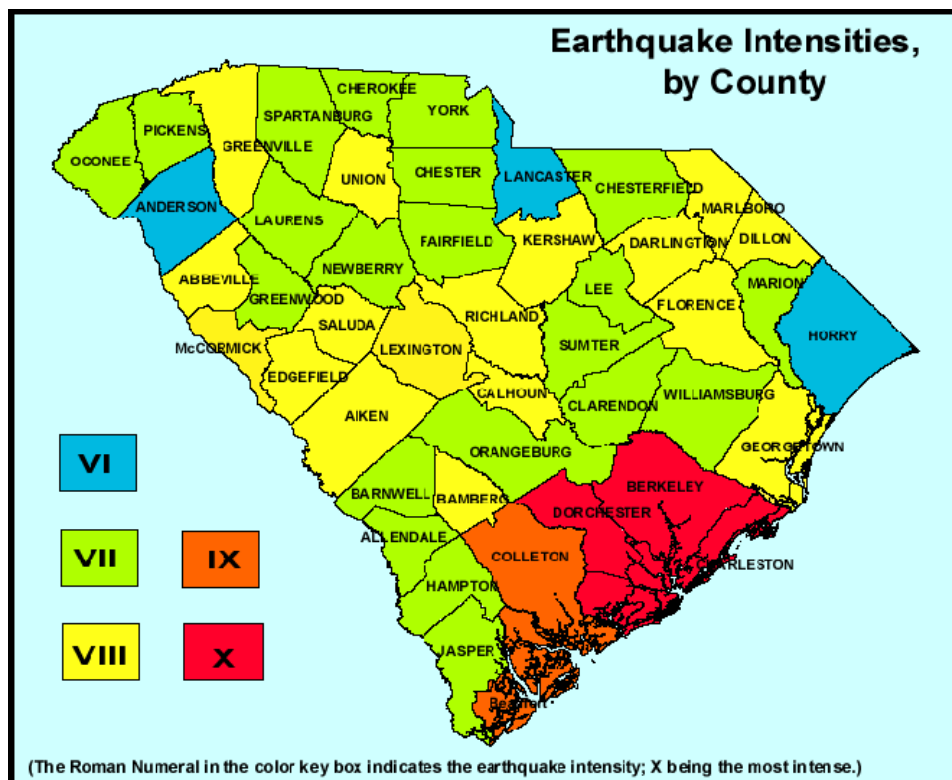 Earthquake Intensities,
by County
CHEROKEE
YORK
SPARTANBURG
PICKENS
GREENVILLE
OCONEE
UNION
CHESTER
LANCASTER
CHESTERFIELD
ANDERSON
MARLBORO
LAURENS
FAIRFIELD
KERSHAW
DARLINGTON
DILLON
NEWBERRY
ABBEVILLE
GREENWOOD
LEE
MARION
FLORENCE
SALUDA
RICHLAND
HORRY
McCORMICK
LEXINGTON
SUMTER
EDGEFIELD
CALHOUN
WILLIAMSBURG
CLARENDON
AIKEN
GEORGETOWN
ORANGEBURG
BERKELEY
BARNWELL
BAMBERG
DORCHESTER
ALLENDALE
COLLETON
CHARLESTON
HAMPTON
JASPER
Beaufort
VI
VII
IX
VIII
X
(The Roman Numeral in the color key box indicates the earthquake intensity; X being the most intense.)